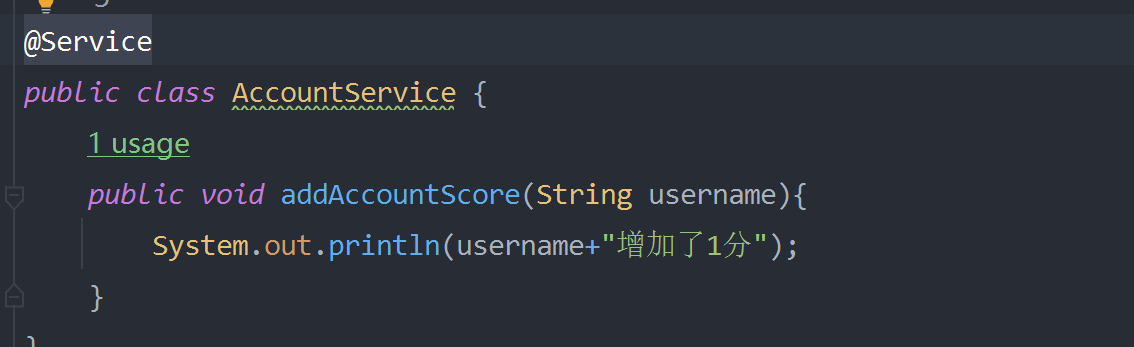 @Service
public class AccountService {
1 usage
public void addAccountScore(String username){
System.out.println(username+"增加了1分");
}
}